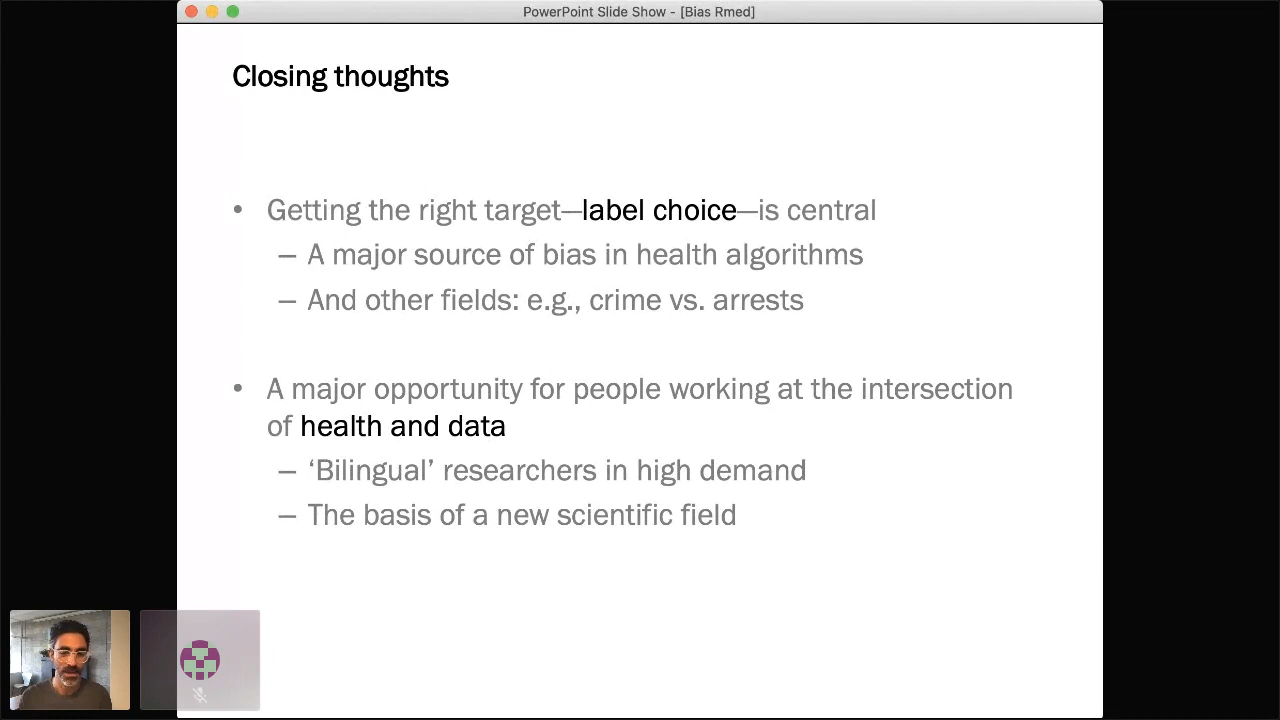 PowerPoint Slide Show - [Bias Rmed]
Closing thoughts
• Getting the right target—label choice—is central
– A major source of bias in health algorithms
– And other fields: e.g., crime vs. arrests
• A major opportunity for people working at the intersection
of health and data
– ‘Bilingual’ researchers in high demand
– The basis of a new scientific field